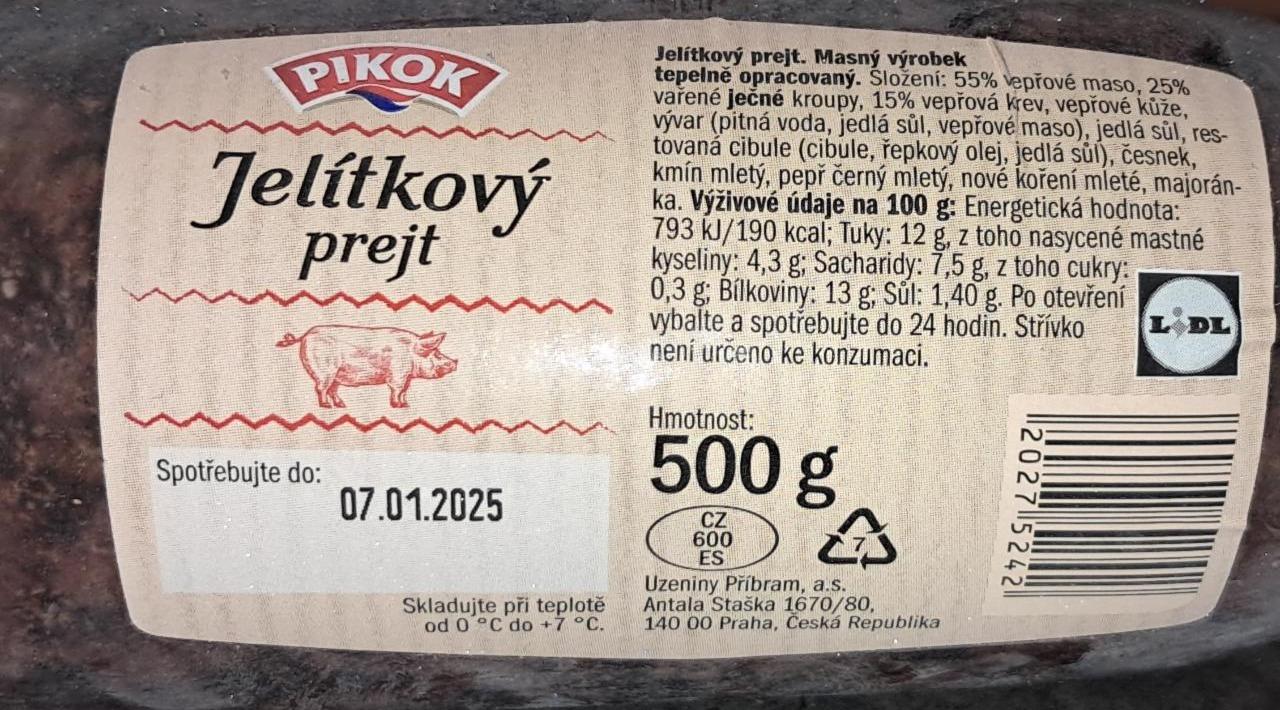 PIKOK
Jelítkový
prejt
Spotřebujte do:
07.01.2025
Skladujte při teplotě
od 0 °C do +7 °C.
Jelítkový prejt. Masný výrobek
tepelně opracovaný. Složení: 55% vepřové maso, 25%
vařené ječné kroupy, 15% vepřová krev, vepřové kůže,
vývar (pitná voda, jedlá sůl, vepřové maso), jedlá sůl, res-
tovaná cibule (cibule, řepkový olej, jedlá sůl), česnek,
kmín mletý, pepř černý mletý, nové koření mleté, majorán-
ka. Výživové údaje na 100 g: Energetická hodnota:
793 kJ/190 kcal; Tuky: 12 g, z toho nasycené mastné
kyseliny: 4,3 g; Sacharidy: 7,5 g, z toho cukry:
0,3 g; Bílkoviny: 13 g; Sůl: 1,40 g. Po otevření
vybalte a spotřebujte do 24 hodin. Střívko
není určeno ke konzumaci.
LIDL
Hmotnost:
500 g
CZ
600
ES
7
Uzeniny Příbram, a.s.
Antala Staška 1670/80,
140 00 Praha, Česká Republika
20275242